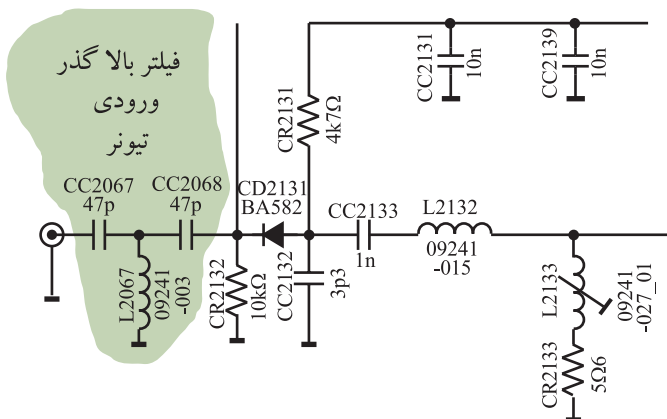 فیلتر بالا گذر
ورودی
تیونر
CC2067
47p
CC2068
47p
L2067
09241
-003
CD2131
BA582
CR2132
10kΩ
CR2131
4k7Ω
CC2132
3p3
CC2133
1n
L2132
09241
-015
CC2131
10n
CC2139
10n
L2133
09241
-027_01
CR2133
5Ω6